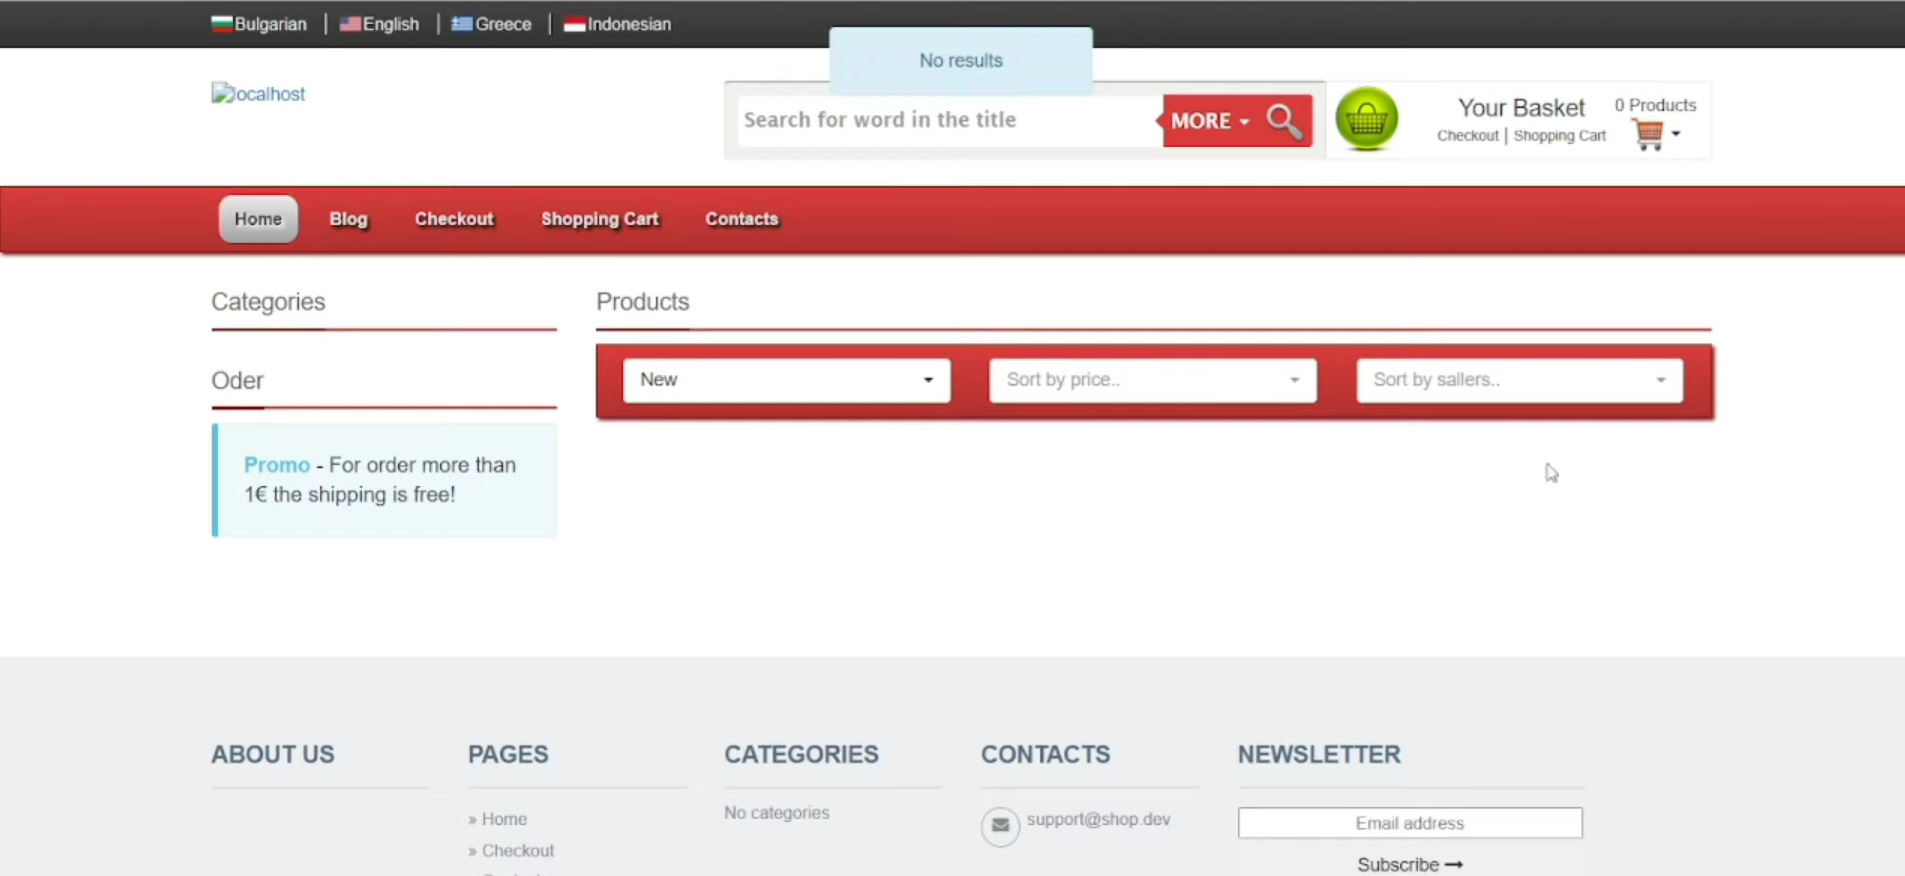 Bulgarian | English | Greece | Indonesian
No results
localhost
Search for word in the title
MORE
Your Basket
0 Products
Checkout | Shopping Cart
Home
Blog
Checkout
Shopping Cart
Contacts
Categories
Products
New
Sort by price..
Sort by sallers..
Oder
Promo - For order more than
1€ the shipping is free!
ABOUT US
PAGES
» Home
» Checkout
CATEGORIES
No categories
CONTACTS
support@shop.dev
NEWSLETTER
Email address
Subscribe ➞